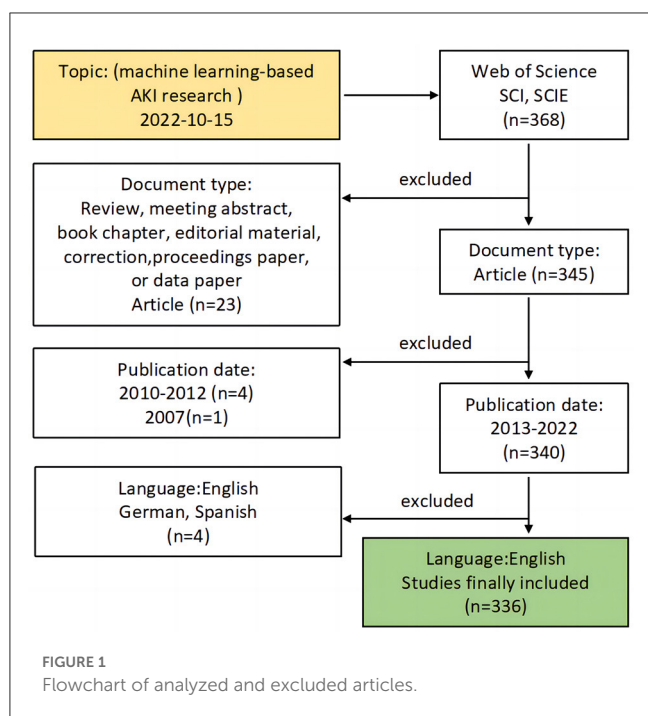 Topic: (machine learning-based
AKI research )
2022-10-15
Web of Science
SCI, SCIE
(n=368)
excluded
Document type:
Review, meeting abstract,
book chapter, editorial material,
correction,proceedings paper,
or data paper
Article (n=23)
Document type:
Article (n=345)
excluded
Publication date:
2010-2012 (n=4)
2007(n=1)
Publication date:
2013-2022
(n=340)
excluded
Language:English
German, Spanish
(n=4)
Language:English
Studies finally included
(n=336)
FIGURE 1
Flowchart of analyzed and excluded articles.